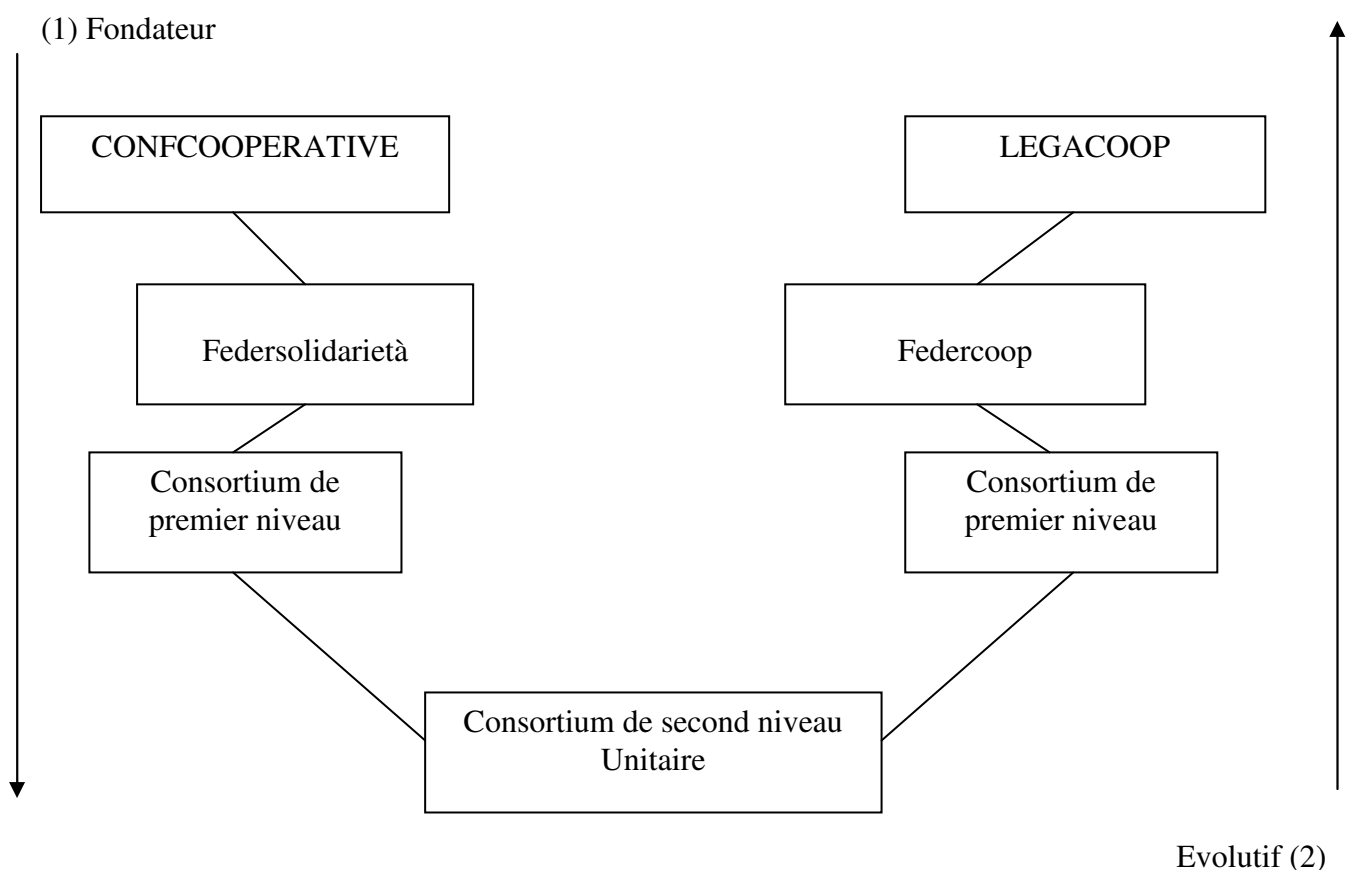 (1) Fondateur
CONFCOOPERATIVE
LEGACOOP
Federsolidarietà
Federcoop
Consortium de
premier niveau
Consortium de
premier niveau
Consortium de second niveau
Unitaire
Evolutif (2)